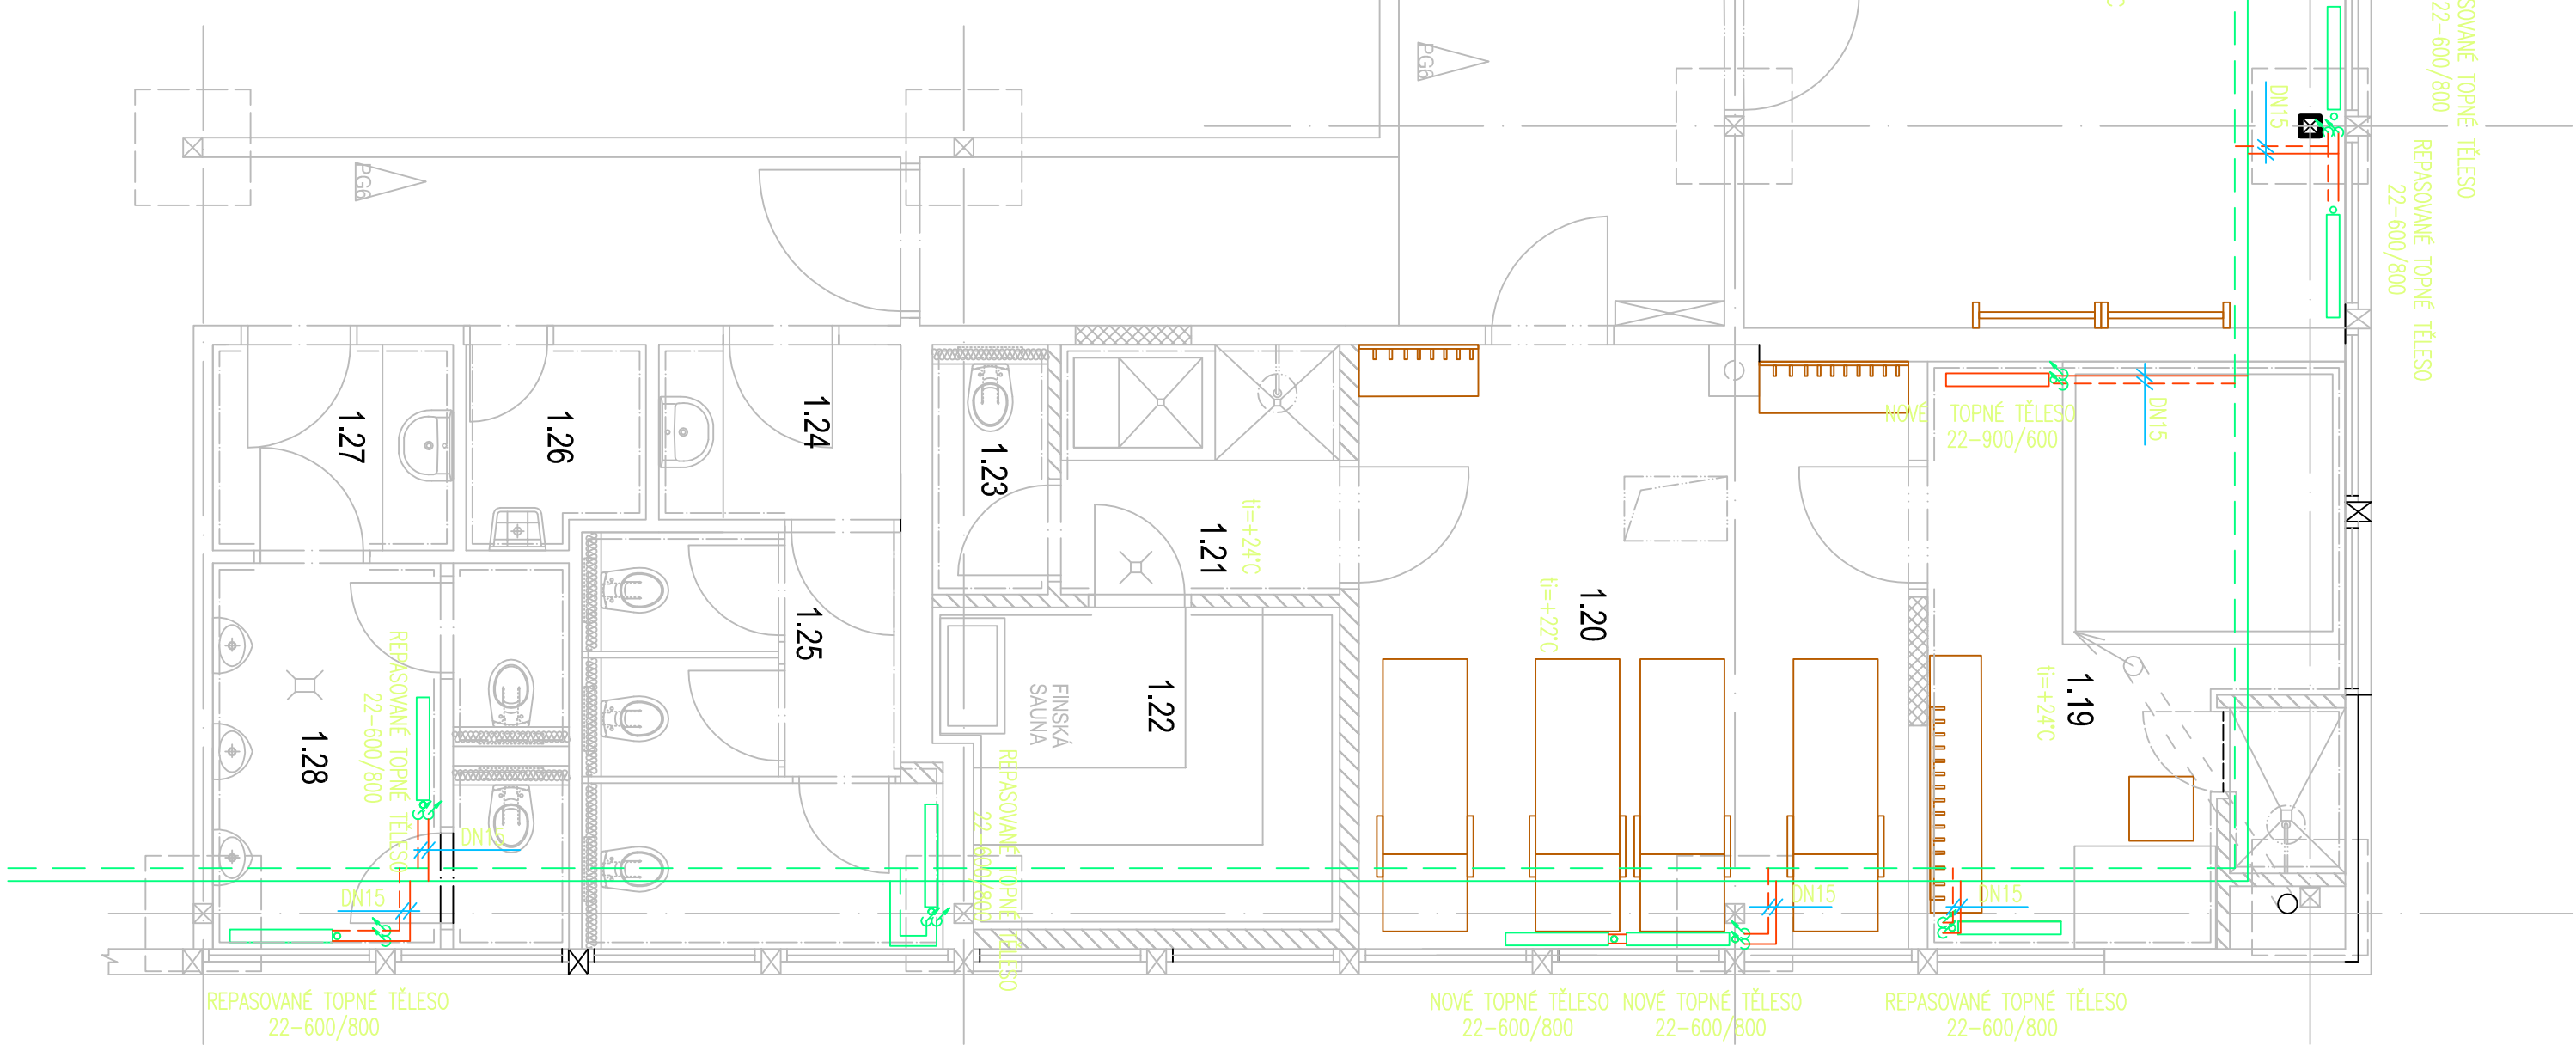 SOVANÉ TOPNÉ TĚLESO
22-600/800
REPASOVANÉ TOPNÉ TĚLESO
22-600/800
DN15
PG6
PG6
1.27
1.26
1.24
1.23
1.21
ti=+24°C
1.20
ti=+22°C
NOVÉ TOPNÉ TĚLESO
22-900/600
DN15
1.19
ti=+24°C
1.25
1.22
FINSKÁ
SAUNA
1.28
REPASOVANÉ TOPNÉ TĚLESO
22-600/800
REPASOVANÉ TOPNÉ TĚLESO
22-600/800
DN15
DN15
DN15
DN15
REPASOVANÉ TOPNÉ TĚLESO
22-600/800
NOVÉ TOPNÉ TĚLESO
22-600/800
NOVÉ TOPNÉ TĚLESO
22-600/800
REPASOVANÉ TOPNÉ TĚLESO
22-600/800